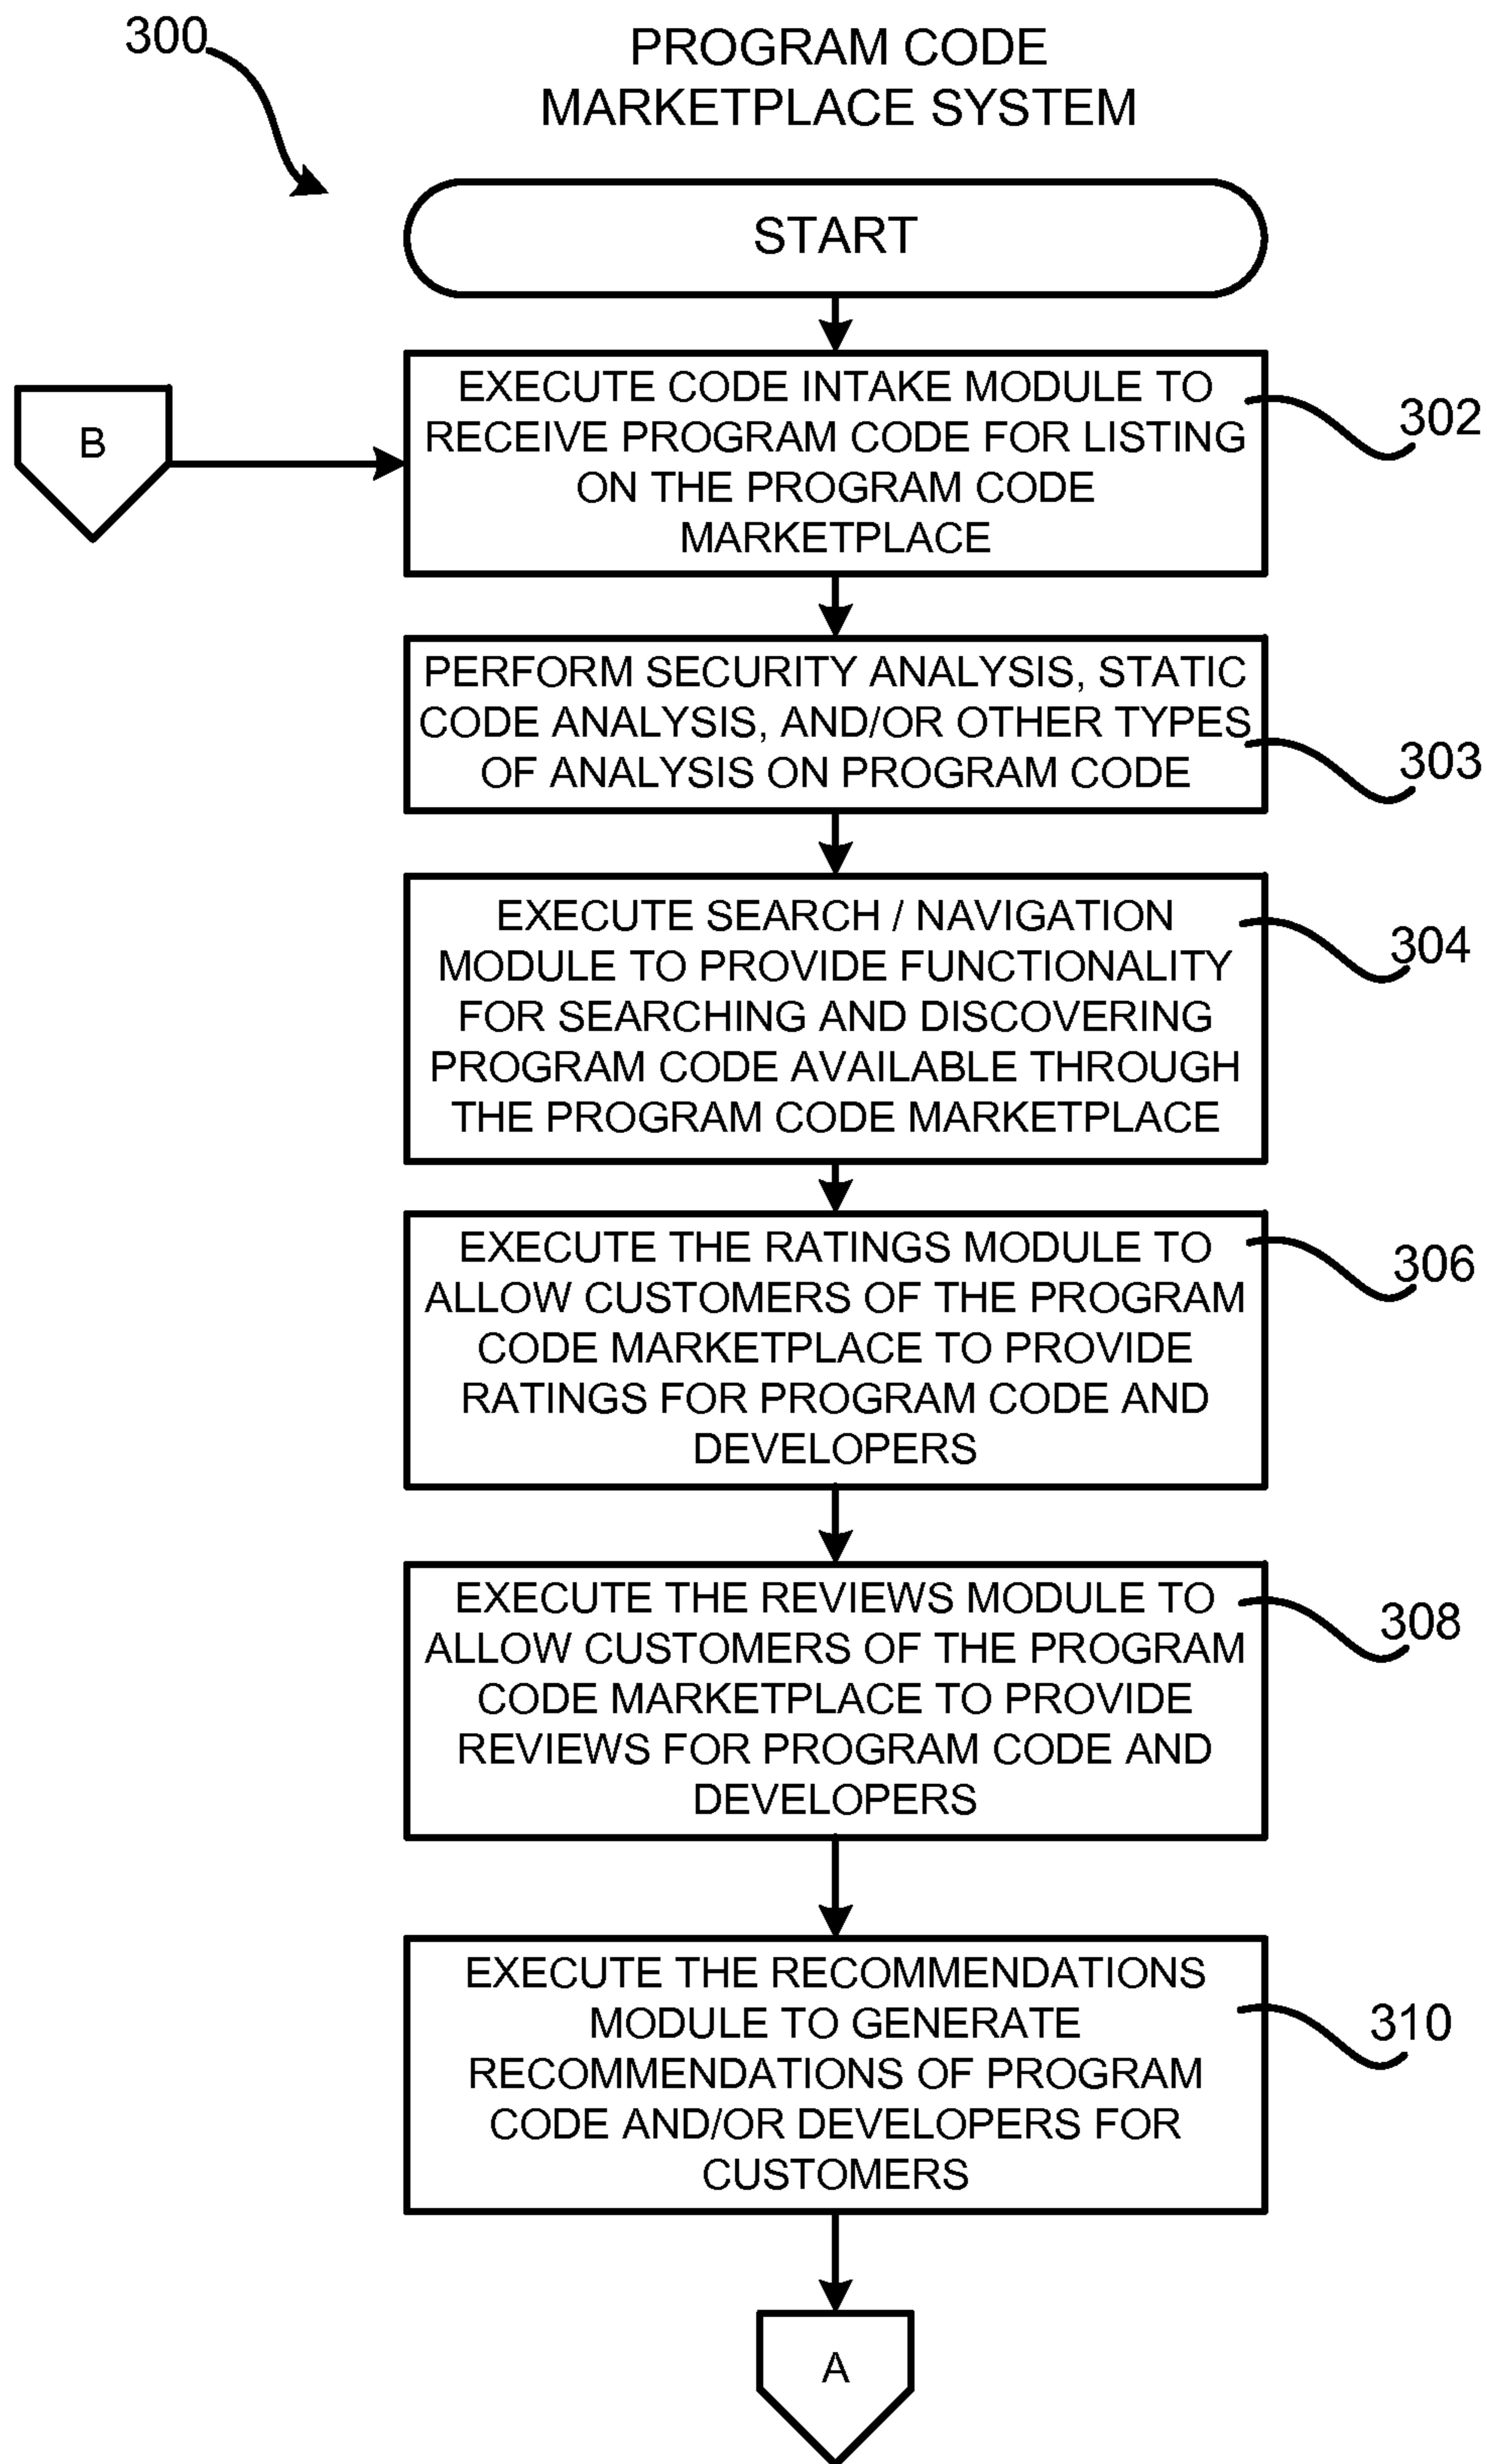 300
PROGRAM CODE
MARKETPLACE SYSTEM
START
B
EXECUTE CODE INTAKE MODULE TO
RECEIVE PROGRAM CODE FOR LISTING
ON THE PROGRAM CODE
MARKETPLACE
302
PERFORM SECURITY ANALYSIS, STATIC
CODE ANALYSIS, AND/OR OTHER TYPES
OF ANALYSIS ON PROGRAM CODE
303
EXECUTE SEARCH / NAVIGATION
MODULE TO PROVIDE FUNCTIONALITY
FOR SEARCHING AND DISCOVERING
PROGRAM CODE AVAILABLE THROUGH
THE PROGRAM CODE MARKETPLACE
304
EXECUTE THE RATINGS MODULE TO
ALLOW CUSTOMERS OF THE PROGRAM
CODE MARKETPLACE TO PROVIDE
RATINGS FOR PROGRAM CODE AND
DEVELOPERS
306
EXECUTE THE REVIEWS MODULE TO
ALLOW CUSTOMERS OF THE PROGRAM
CODE MARKETPLACE TO PROVIDE
REVIEWS FOR PROGRAM CODE AND
DEVELOPERS
308
EXECUTE THE RECOMMENDATIONS
MODULE TO GENERATE
RECOMMENDATIONS OF PROGRAM
CODE AND/OR DEVELOPERS FOR
CUSTOMERS
310
A